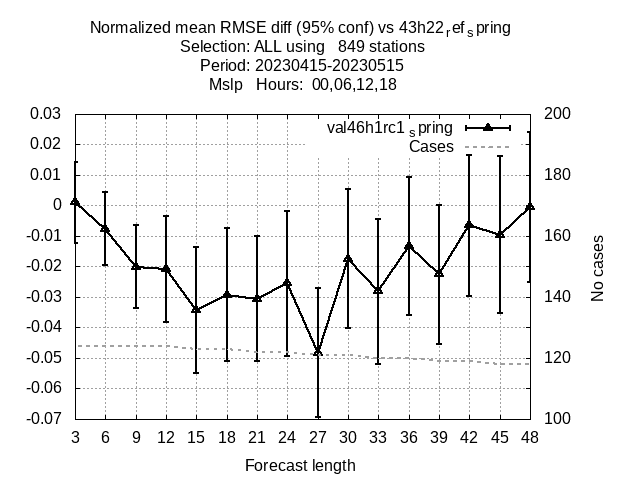 Normalized mean RMSE diff (95% conf) vs 43h22refspring
Selection: ALL using 849 stations
Period: 20230415-20230515
Mslp Hours: 00,06,12,18
0.03
0.02
0.01
0
-0.01
-0.02
-0.03
-0.04
-0.05
-0.06
-0.07
val46h1rc1spring
Cases
200
180
160
140
120
100
No cases
3 6 9 12 15 18 21 24 27 30 33 36 39 42 45 48
Forecast length